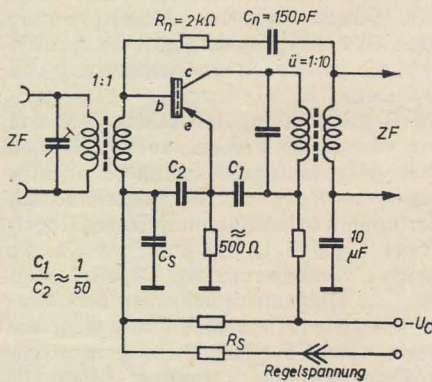 Rn = 2kΩ
Cn = 150pF
1:1
ü = 1:10
c
b
e
ZF
ZF
C2
C1
CS
≈ 500Ω
10 µF
C1/C2 ≈ 1/50
-UC
RS
Regelspannung